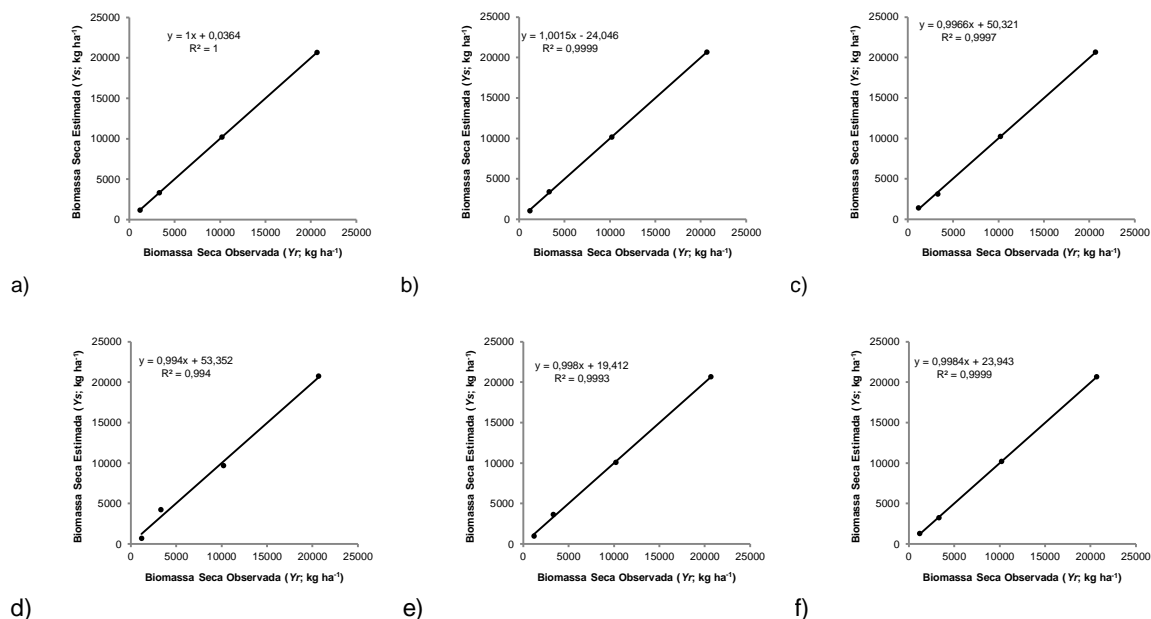 25000
20000
15000
10000
5000
0
Biomassa Seca Estimada (Ys; kg ha⁻¹)
y = 1x + 0,0364
R² = 1
0 5000 10000 15000 20000 25000
Biomassa Seca Observada (Yr; kg ha⁻¹)
a)
25000
20000
15000
10000
5000
0
Biomassa Seca Estimada (Ys; kg ha⁻¹)
y = 1,0015x - 24,046
R² = 0,9999
0 5000 10000 15000 20000 25000
Biomassa Seca Observada (Yr; kg ha⁻¹)
b)
25000
20000
15000
10000
5000
0
Biomassa Seca Estimada (Ys; kg ha⁻¹)
y = 0,9966x + 50,321
R² = 0,9997
0 5000 10000 15000 20000 25000
Biomassa Seca Observada (Yr; kg ha⁻¹)
c)
25000
20000
15000
10000
5000
0
Biomassa Seca Estimada (Ys; kg ha⁻¹)
y = 0,994x + 53,352
R² = 0,994
0 5000 10000 15000 20000 25000
Biomassa Seca Observada (Yr; kg ha⁻¹)
d)
25000
20000
15000
10000
5000
0
Biomassa Seca Estimada (Ys; kg ha⁻¹)
y = 0,998x + 19,412
R² = 0,9993
0 5000 10000 15000 20000 25000
Biomassa Seca Observada (Yr; kg ha⁻¹)
e)
25000
20000
15000
10000
5000
0
Biomassa Seca Estimada (Ys; kg ha⁻¹)
y = 0,9984x + 23,943
R² = 0,9999
0 5000 10000 15000 20000 25000
Biomassa Seca Observada (Yr; kg ha⁻¹)
f)